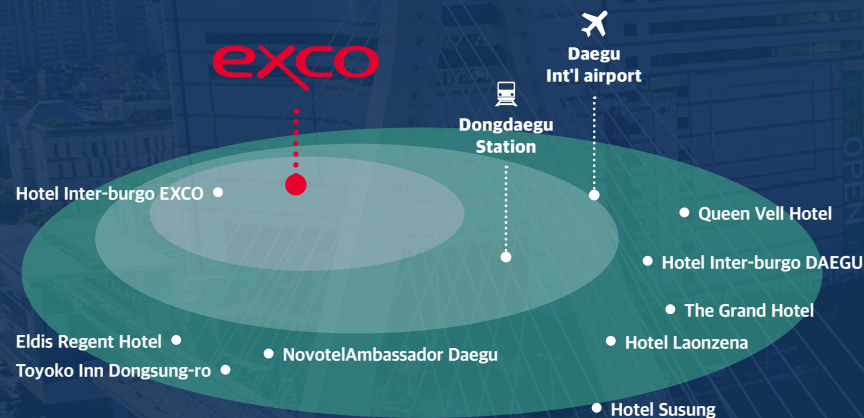 exco
Daegu
Int'l airport
Dongdaegu
Station
Hotel Inter-burgo EXCO
Queen Vell Hotel
Hotel Inter-burgo DAEGU
The Grand Hotel
Eldis Regent Hotel
Hotel Laonzena
NovotelAmbassador Daegu
Toyoko Inn Dongsung-ro
Hotel Susung
OPEN